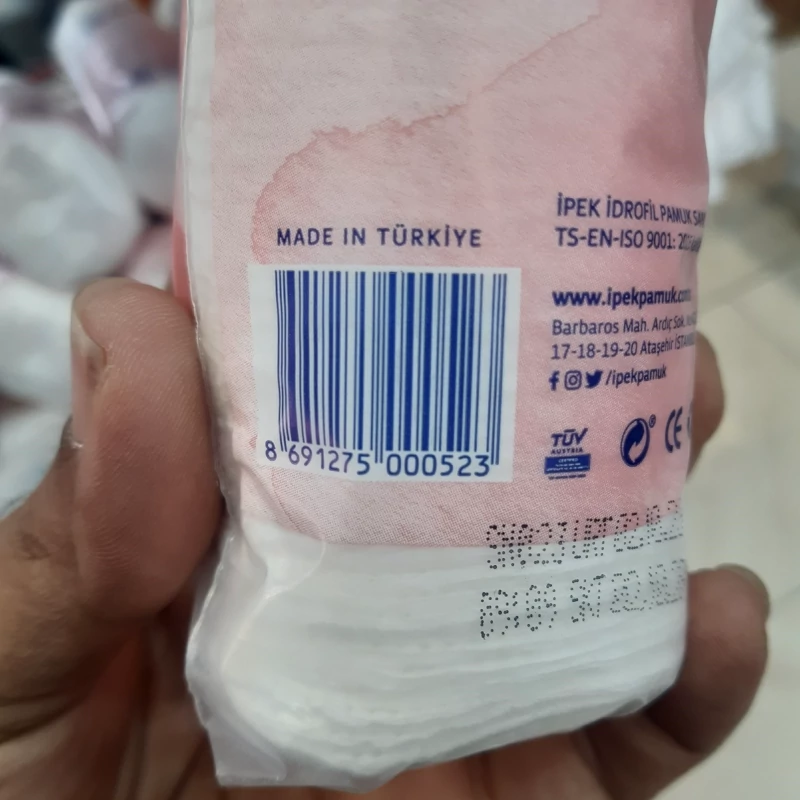 MADE IN TÜRKİYE
8 691275 000523
İPEK İDROFİL PAMUK
TS-EN-ISO 9001:
www.ipekpamuk.com
Barbaros Mah. Ardıç Sok.
17-18-19-20 Ataşehir
/ipekpamuk
TÜV
AUSTRIA
CE